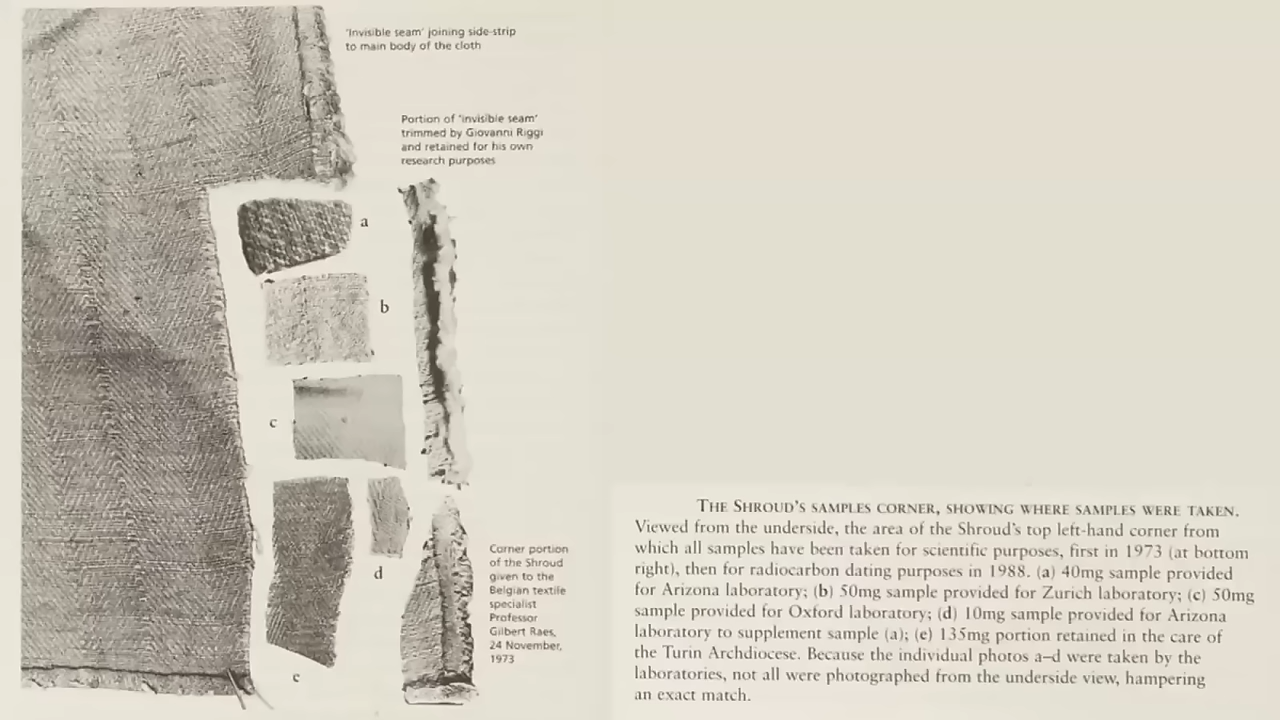 'Invisible seam' joining side-strip
to main body of the cloth
Portion of 'invisible seam'
trimmed by Giovanni Riggi
and retained for his own
research purposes
a
b
c
d
e
Corner portion
of the Shroud
given to the
Belgian textile
specialist
Professor
Gilbert Raes,
24 November,
1973
THE SHROUD'S SAMPLES CORNER, SHOWING WHERE SAMPLES WERE TAKEN.
Viewed from the underside, the area of the Shroud's top left-hand corner from
which all samples have been taken for scientific purposes, first in 1973 (at bottom
right), then for radiocarbon dating purposes in 1988. (a) 40mg sample provided
for Arizona laboratory; (b) 50mg sample provided for Zurich laboratory; (c) 50mg
sample provided for Oxford laboratory; (d) 10mg sample provided for Arizona
laboratory to supplement sample (a); (e) 135mg portion retained in the care of
the Turin Archdiocese. Because the individual photos a–d were taken by the
laboratories, not all were photographed from the underside view, hampering
an exact match.